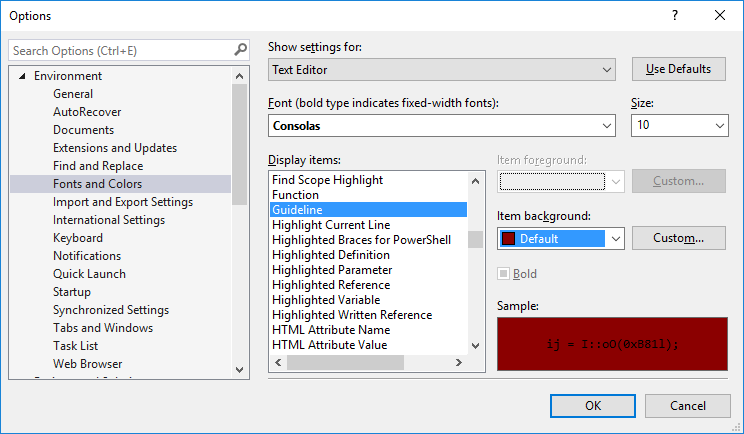 Options
Search Options (Ctrl+E)
Environment
General
AutoRecover
Documents
Extensions and Updates
Find and Replace
Fonts and Colors
Import and Export Settings
International Settings
Keyboard
Notifications
Quick Launch
Startup
Synchronized Settings
Tabs and Windows
Task List
Web Browser
Show settings for:
Text Editor
Use Defaults
Font (bold type indicates fixed-width fonts):
Size:
Consolas
10
Display items:
Find Scope Highlight
Function
Guideline
Highlight Current Line
Highlighted Braces for PowerShell
Highlighted Definition
Highlighted Parameter
Highlighted Reference
Highlighted Variable
Highlighted Written Reference
HTML Attribute Name
HTML Attribute Value
Item foreground:
Custom...
Item background:
Default
Custom...
Bold
Sample:
ij = I::oO(0xB81l);
OK
Cancel